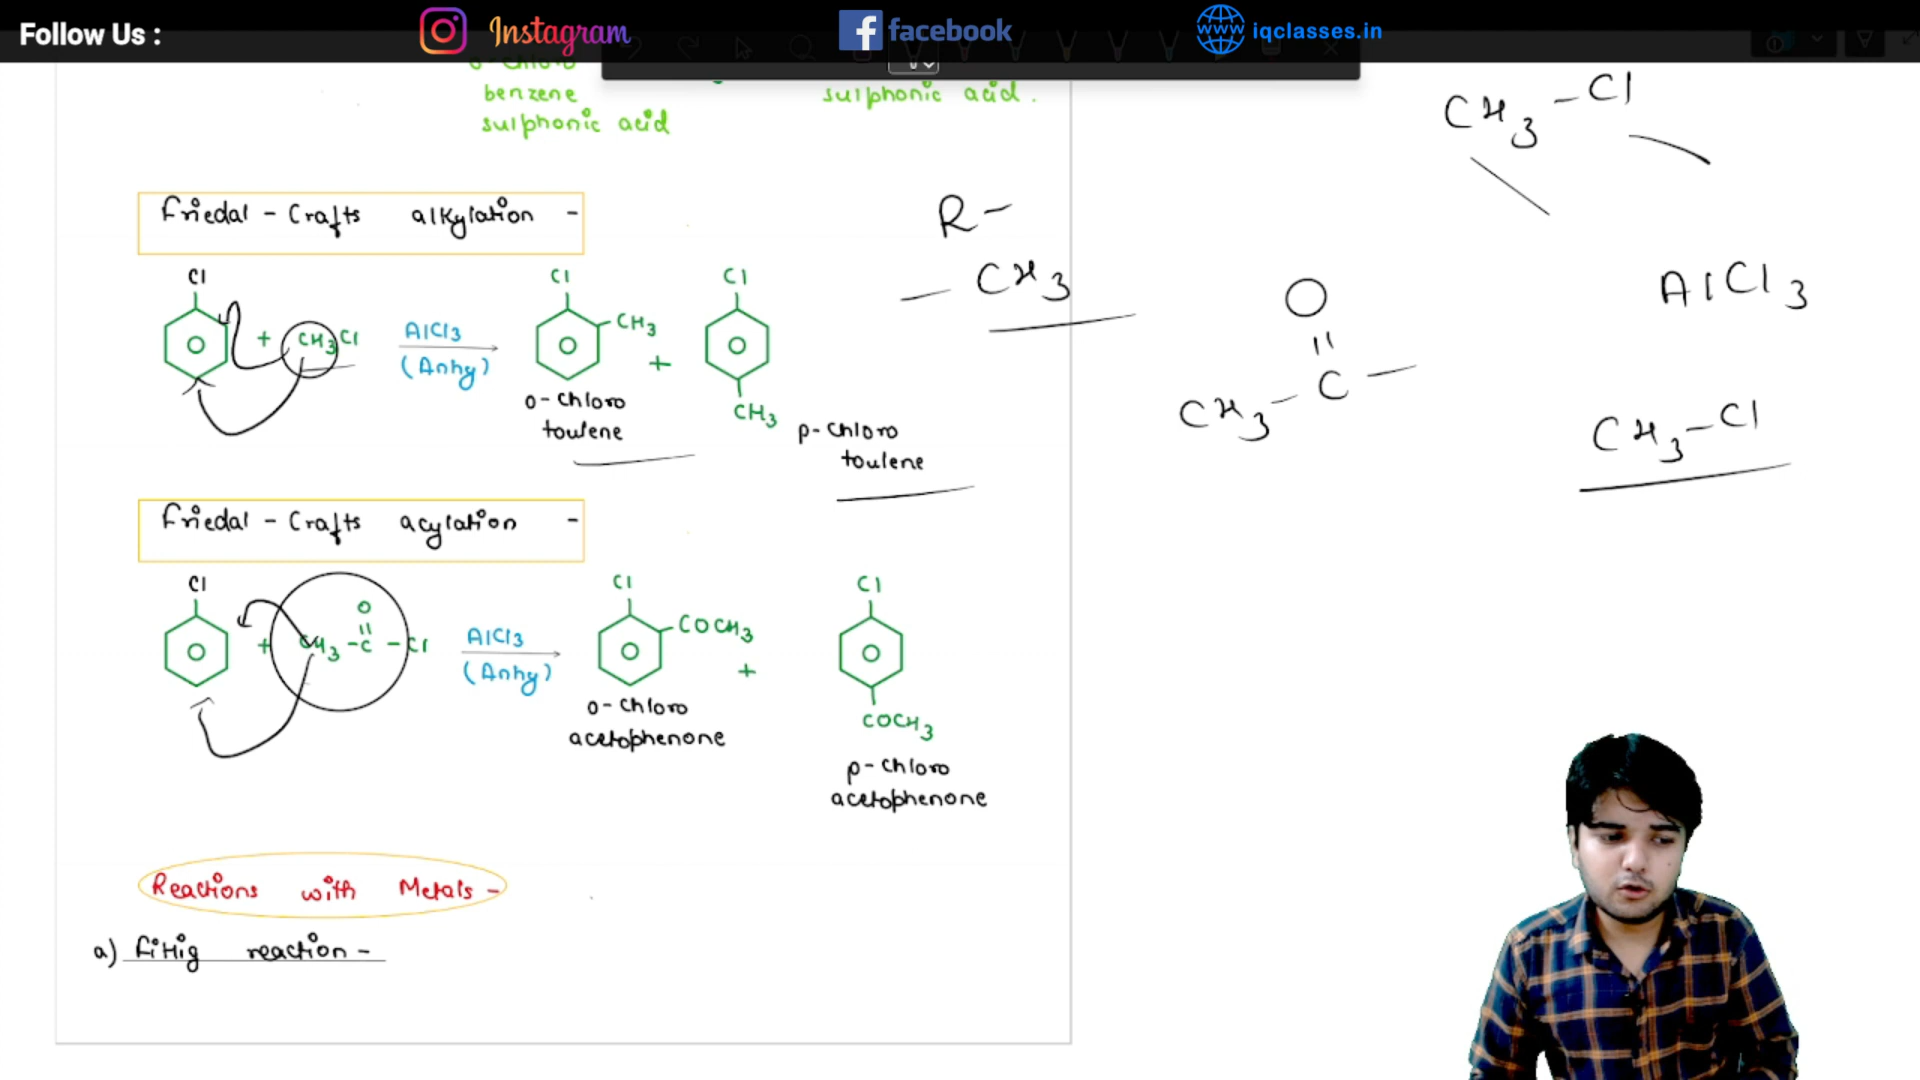 Follow Us :
Instagram
facebook
iqclasses.in
o-chloro
benzene
sulphonic acid
sulphonic acid.
Friedal - Crafts alkylation -
Cl
+ CH3Cl
AlCl3
(Anhy)
Cl
CH3
o-chloro
toulene
+
Cl
CH3
p-chloro
toulene
Friedal - Crafts acylation -
Cl
+
O
CH3-C-Cl
AlCl3
(Anhy)
Cl
COCH3
o-chloro
acetophenone
+
Cl
COCH3
p-chloro
acetophenone
Reactions with Metals -
a) Fittig reaction -
R-
- CH3
CH3-Cl
O
CH3-C-
AlCl3
CH3-Cl